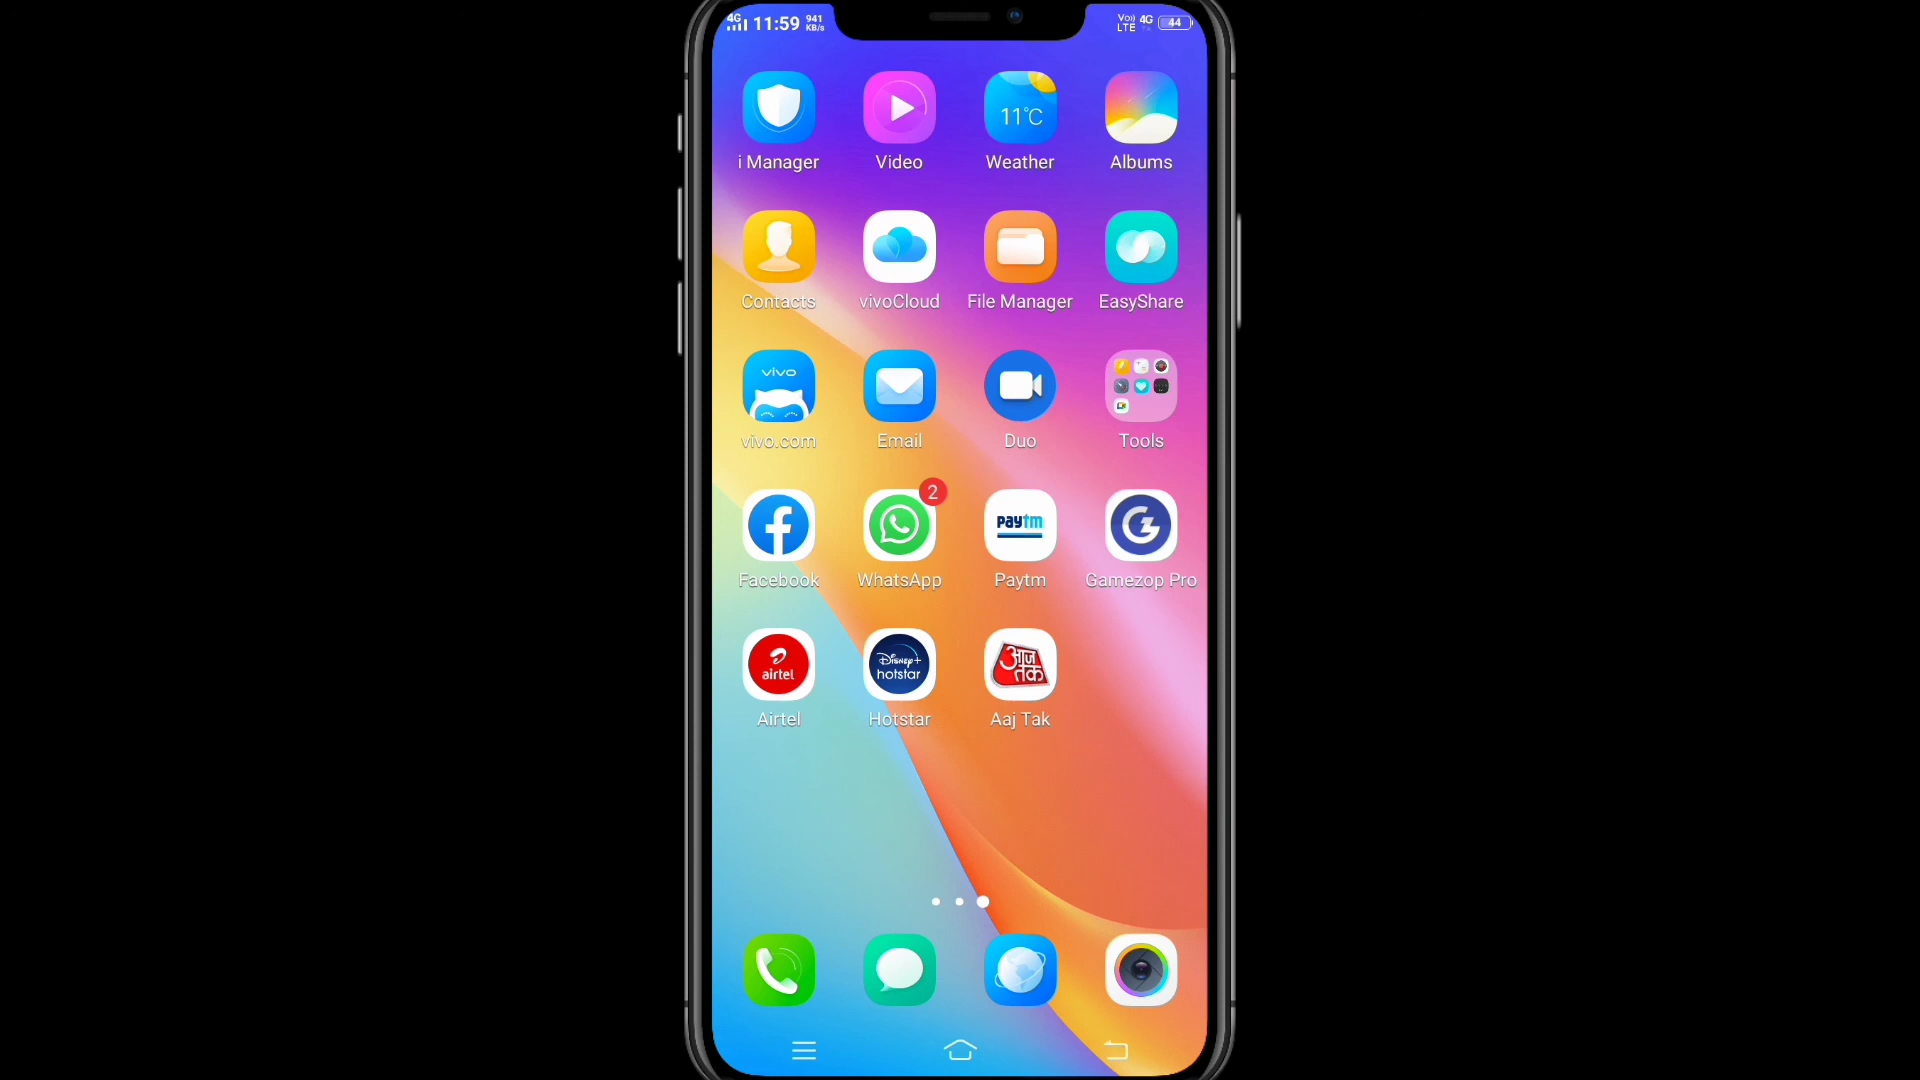 4G 11:59 941 KB/s Vo)) LTE 4G 44
11°C
i Manager Video Weather Albums
Contacts vivoCloud File Manager EasyShare
vivo
vivo.com Email Duo Tools
2
paytm
Facebook WhatsApp Paytm Gamezop Pro
airtel Disney+ hotstar आज तक
Airtel Hotstar Aaj Tak